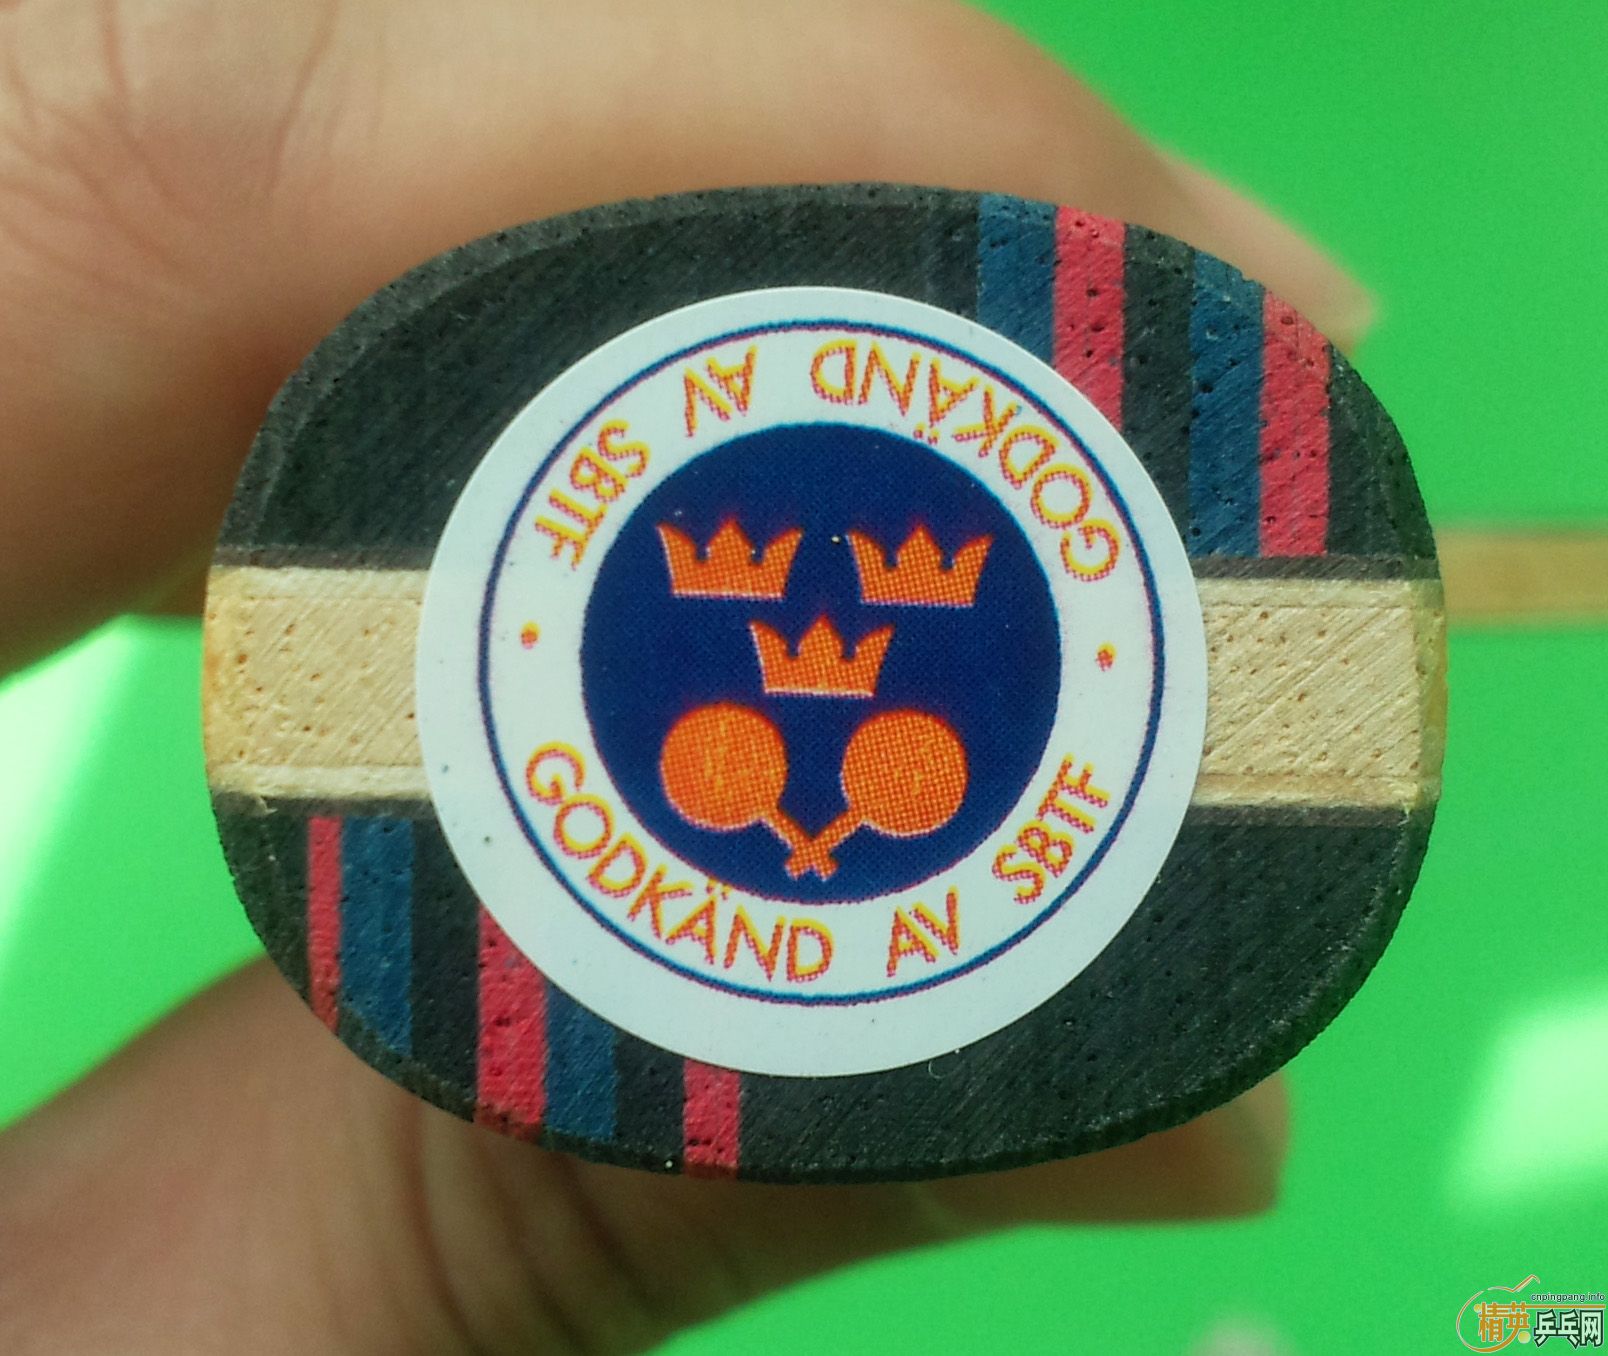 GODKÄND AV SBTF
GODKÄND AV SBTF
cnpingpang.info
精英乒乓网